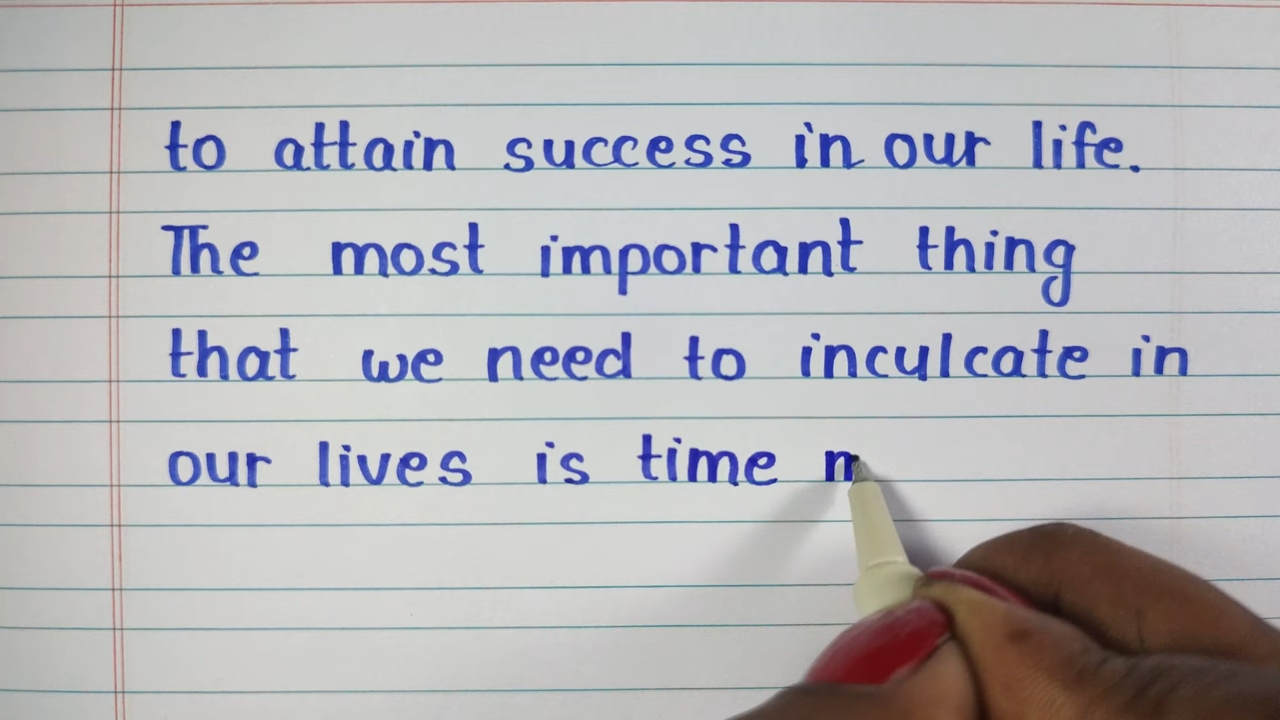 to attain success in our life.
The most important thing
that we need to inculcate in
our lives is time